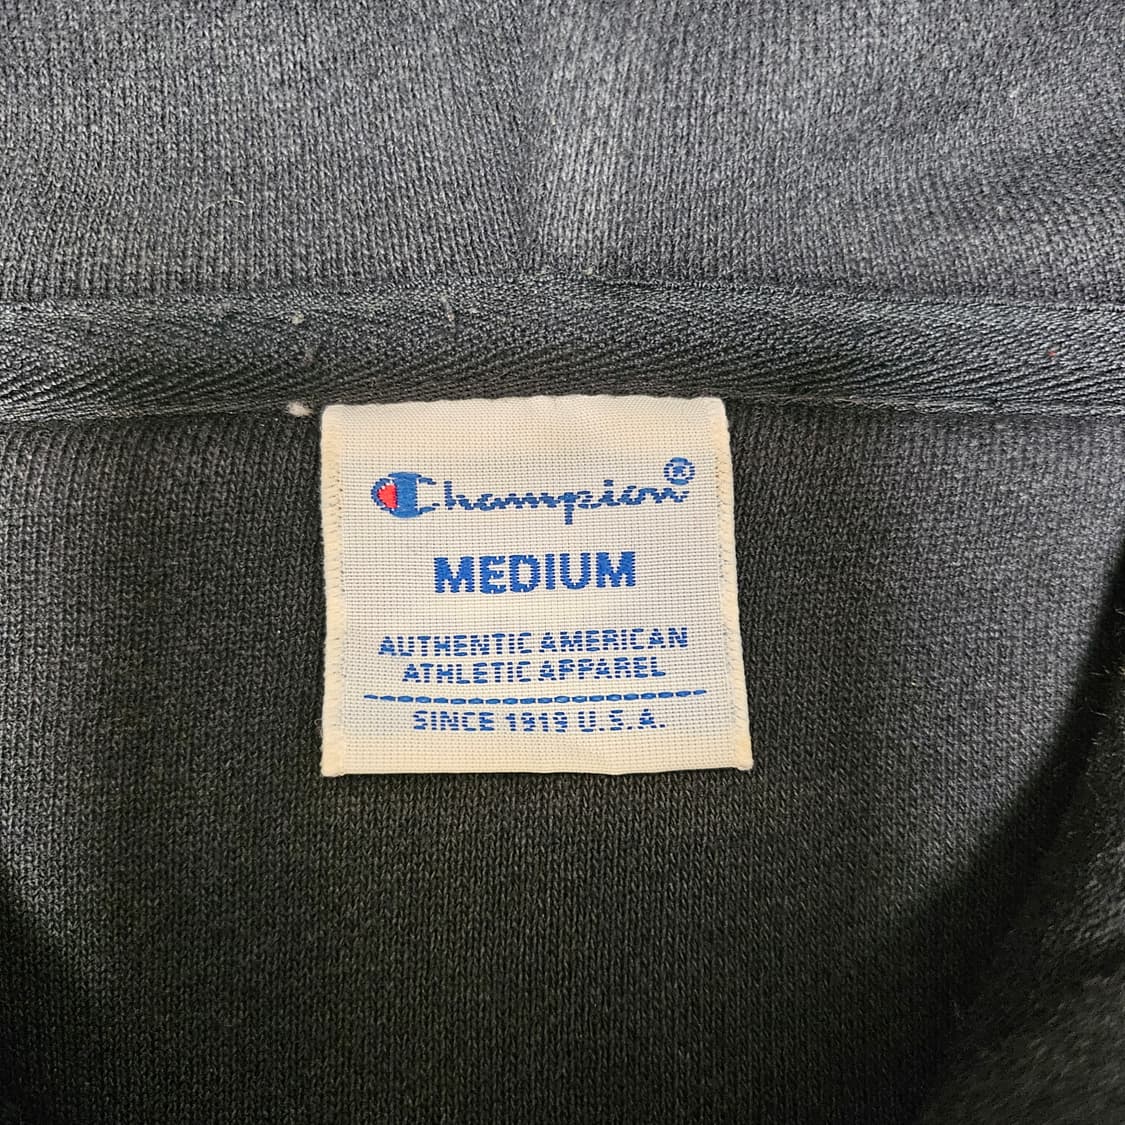 Champion®
MEDIUM
AUTHENTIC AMERICAN
ATHLETIC APPAREL
SINCE 1919 U.S.A.